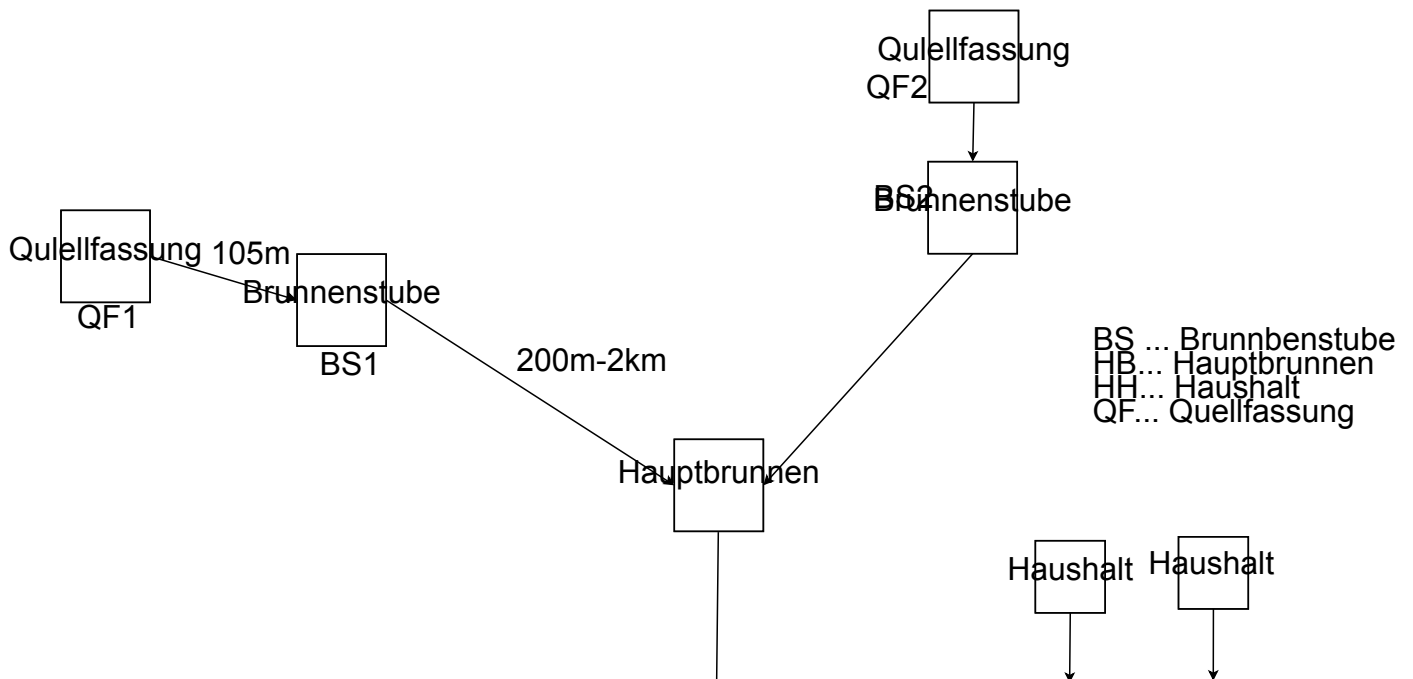 Qulellfassung
QF2
BS2
Brunnenstube
Qulellfassung
105m
Brunnenstube
QF1
BS1
200m-2km
BS ... Brunnbenstube
HB... Hauptbrunnen
HH... Haushalt
QF... Quellfassung
Hauptbrunnen
Haushalt
Haushalt